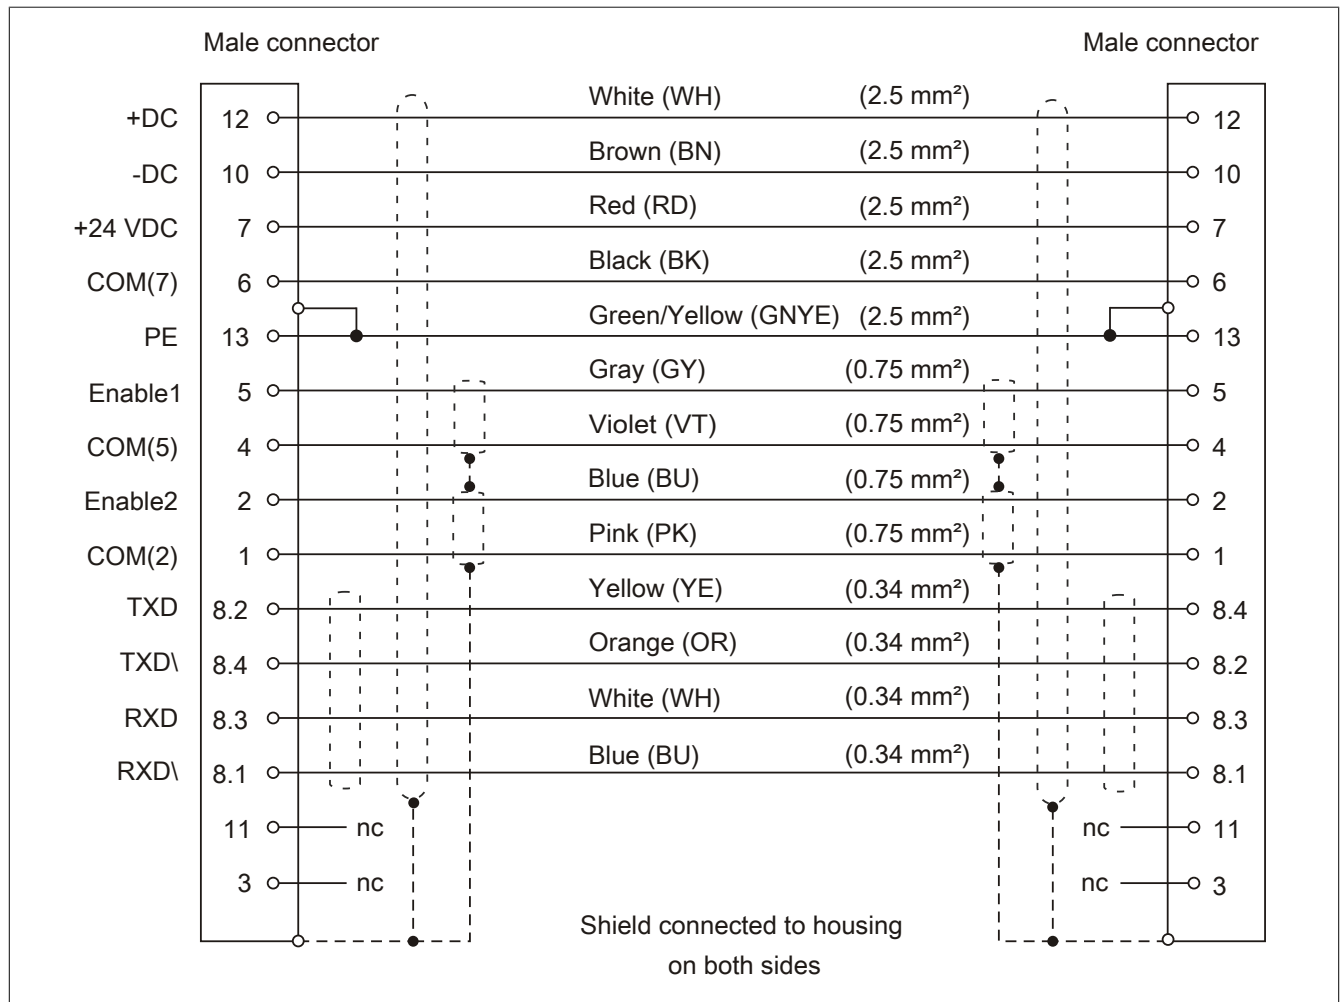 Male connector Male connector
+DC 12 White (WH) (2.5 mm²) 12
-DC 10 Brown (BN) (2.5 mm²) 10
+24 VDC 7 Red (RD) (2.5 mm²) 7
COM(7) 6 Black (BK) (2.5 mm²) 6
PE 13 Green/Yellow (GNYE) (2.5 mm²) 13
Enable1 5 Gray (GY) (0.75 mm²) 5
COM(5) 4 Violet (VT) (0.75 mm²) 4
Enable2 2 Blue (BU) (0.75 mm²) 2
COM(2) 1 Pink (PK) (0.75 mm²) 1
TXD 8.2 Yellow (YE) (0.34 mm²) 8.4
TXD\ 8.4 Orange (OR) (0.34 mm²) 8.2
RXD 8.3 White (WH) (0.34 mm²) 8.3
RXD\ 8.1 Blue (BU) (0.34 mm²) 8.1
11 nc nc 11
3 nc nc 3
Shield connected to housing
on both sides